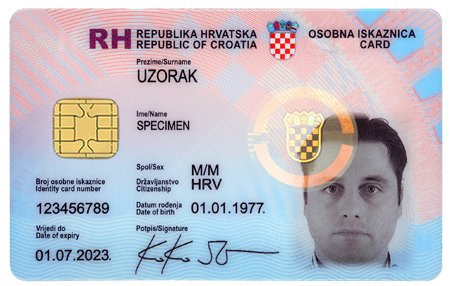 RH REPUBLIKA HRVATSKA
REPUBLIC OF CROATIA
OSOBNA ISKAZNICA
CARD
Prezime/Surname
UZORAK
Ime/Name
SPECIMEN
Spol/Sex
M/M
Državljanstvo
Citizenship
HRV
Broj osobne iskaznice
Identity card number
123456789
Datum rođenja
Date of birth
01.01.1977.
Vrijedi do
Date of expiry
01.07.2023.
Potpis/Signature